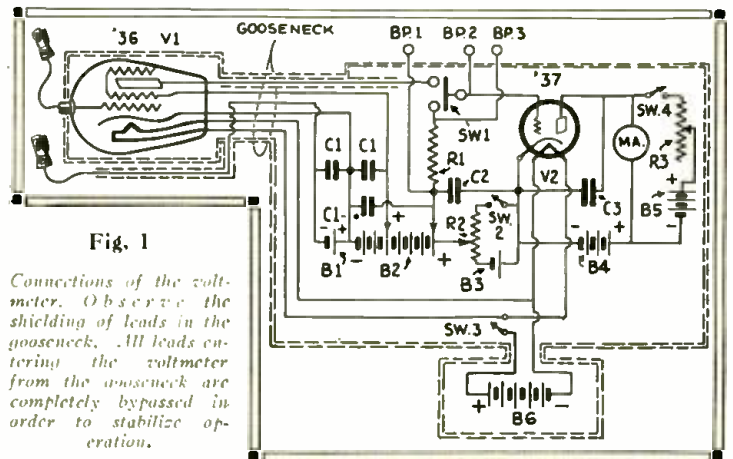 '36 V1
GOOSENECK
BP.1 BP.2 BP.3
'37
SW1
SW.4
MA.
R3
C1 C1
R1
C2
V2
C1
+
R2
SW.
2
C3
+
B5
-
- +
B1
-
B2
+
B3
- +
B4
SW.3
+
B6
-
Fig. 1
Connections of the volt-
meter. Observe the
shielding of leads in the
gooseneck. All leads en-
tering the voltmeter
from the gooseneck are
completely bypassed in
order to stabilize op-
eration.